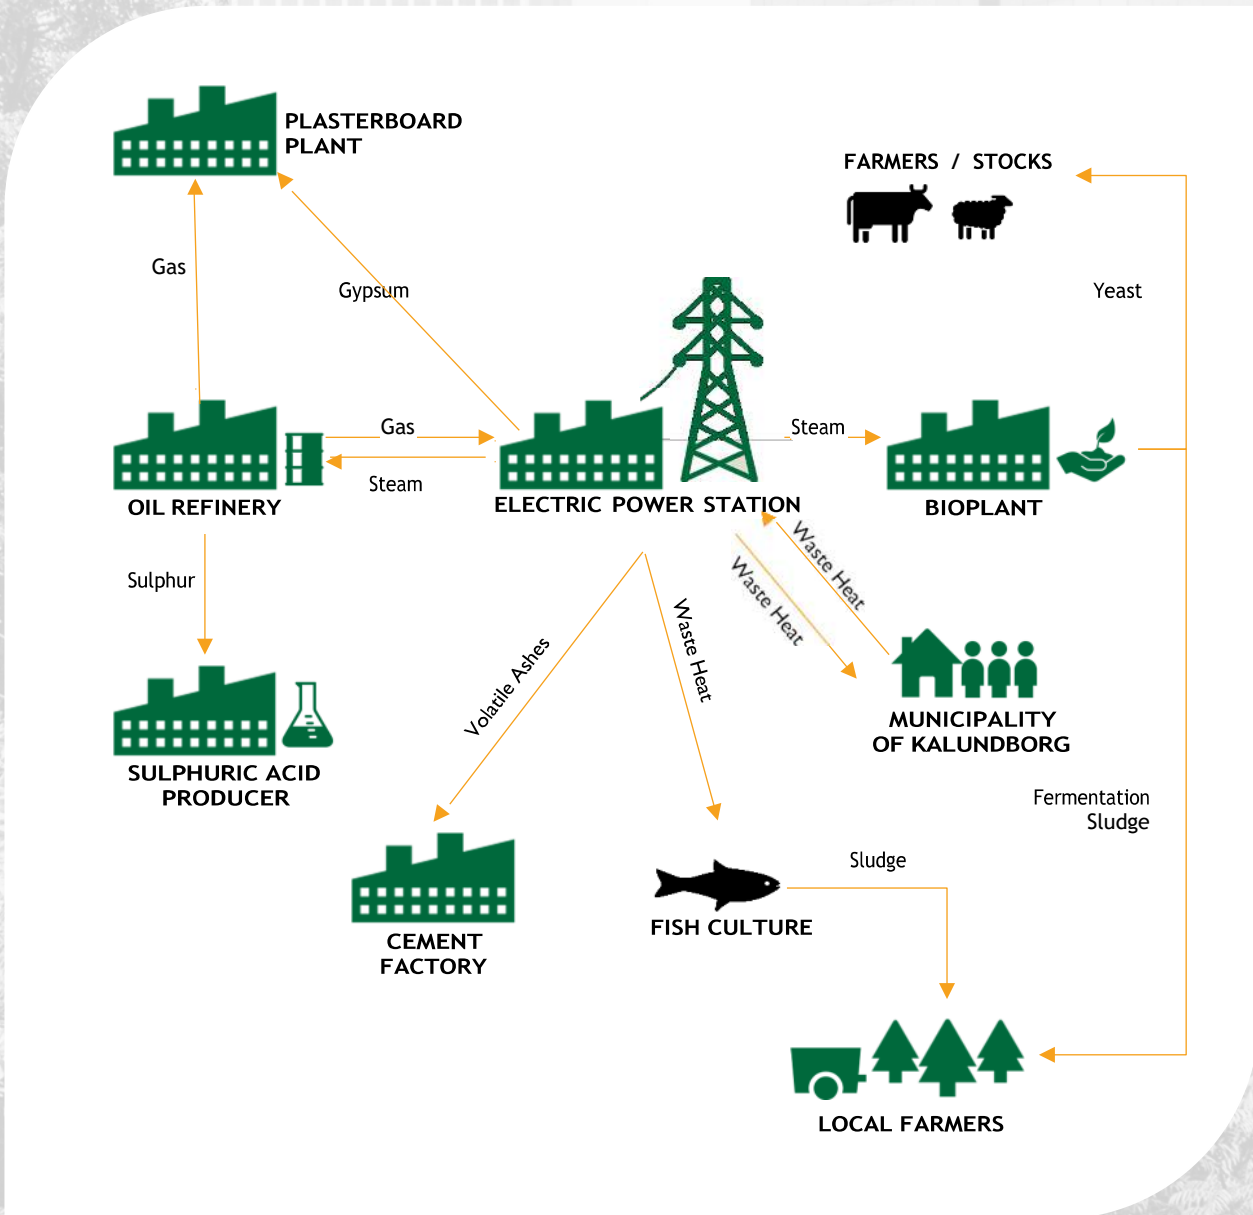 PLASTERBOARD
PLANT
FARMERS / STOCKS
Gas
Gypsum
Yeast
Gas
Steam
Steam
OIL REFINERY
ELECTRIC POWER STATION
BIOPLANT
Sulphur
Waste Heat
Waste Heat
Waste Heat
Volatile Ashes
MUNICIPALITY
OF KALUNDBORG
SULPHURIC ACID
PRODUCER
Fermentation
Sludge
Sludge
FISH CULTURE
CEMENT
FACTORY
LOCAL FARMERS